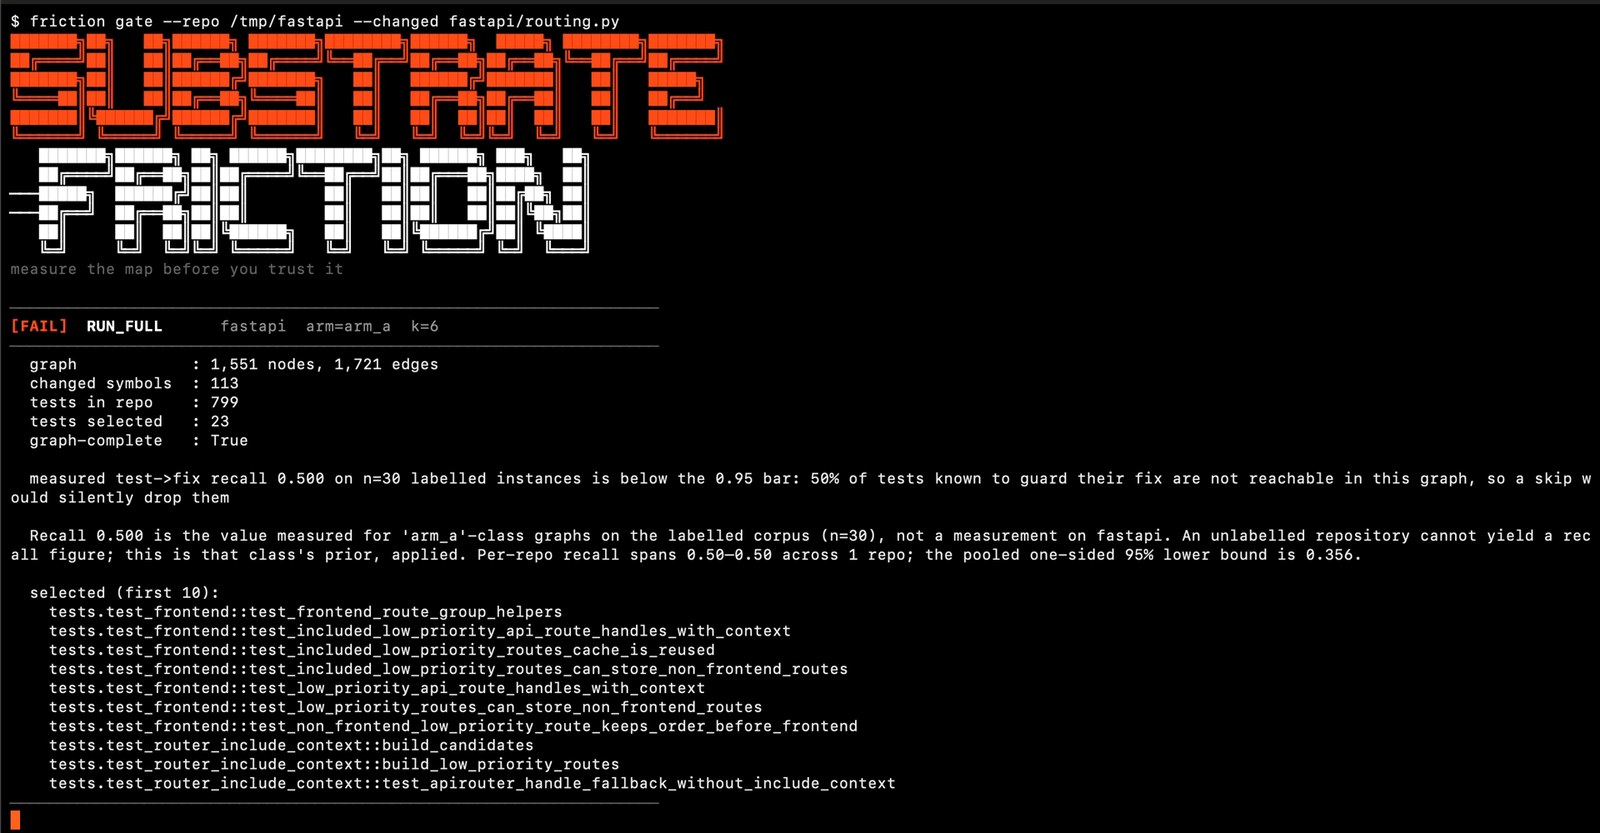 $ friction gate --repo /tmp/fastapi --changed fastapi/routing.py
SUBSTRATE
FRICTION
measure the map before you trust it
[FAIL]  RUN_FULL      fastapi  arm=arm_a  k=6
graph            : 1,551 nodes, 1,721 edges
changed symbols  : 113
tests in repo    : 799
tests selected   : 23
graph-complete   : True
measured test->fix recall 0.500 on n=30 labelled instances is below the 0.95 bar: 50% of tests known to guard their fix are not reachable in this graph, so a skip w
ould silently drop them
Recall 0.500 is the value measured for 'arm_a'-class graphs on the labelled corpus (n=30), not a measurement on fastapi. An unlabelled repository cannot yield a rec
all figure; this is that class's prior, applied. Per-repo recall spans 0.50–0.50 across 1 repo; the pooled one-sided 95% lower bound is 0.356.
selected (first 10):
tests.test_frontend::test_frontend_route_group_helpers
tests.test_frontend::test_included_low_priority_api_route_handles_with_context
tests.test_frontend::test_included_low_priority_routes_cache_is_reused
tests.test_frontend::test_included_low_priority_routes_can_store_non_frontend_routes
tests.test_frontend::test_low_priority_api_route_handles_with_context
tests.test_frontend::test_low_priority_routes_can_store_non_frontend_routes
tests.test_frontend::test_non_frontend_low_priority_route_keeps_order_before_frontend
tests.test_router_include_context::build_candidates
tests.test_router_include_context::build_low_priority_routes
tests.test_router_include_context::test_apirouter_handle_fallback_without_include_context